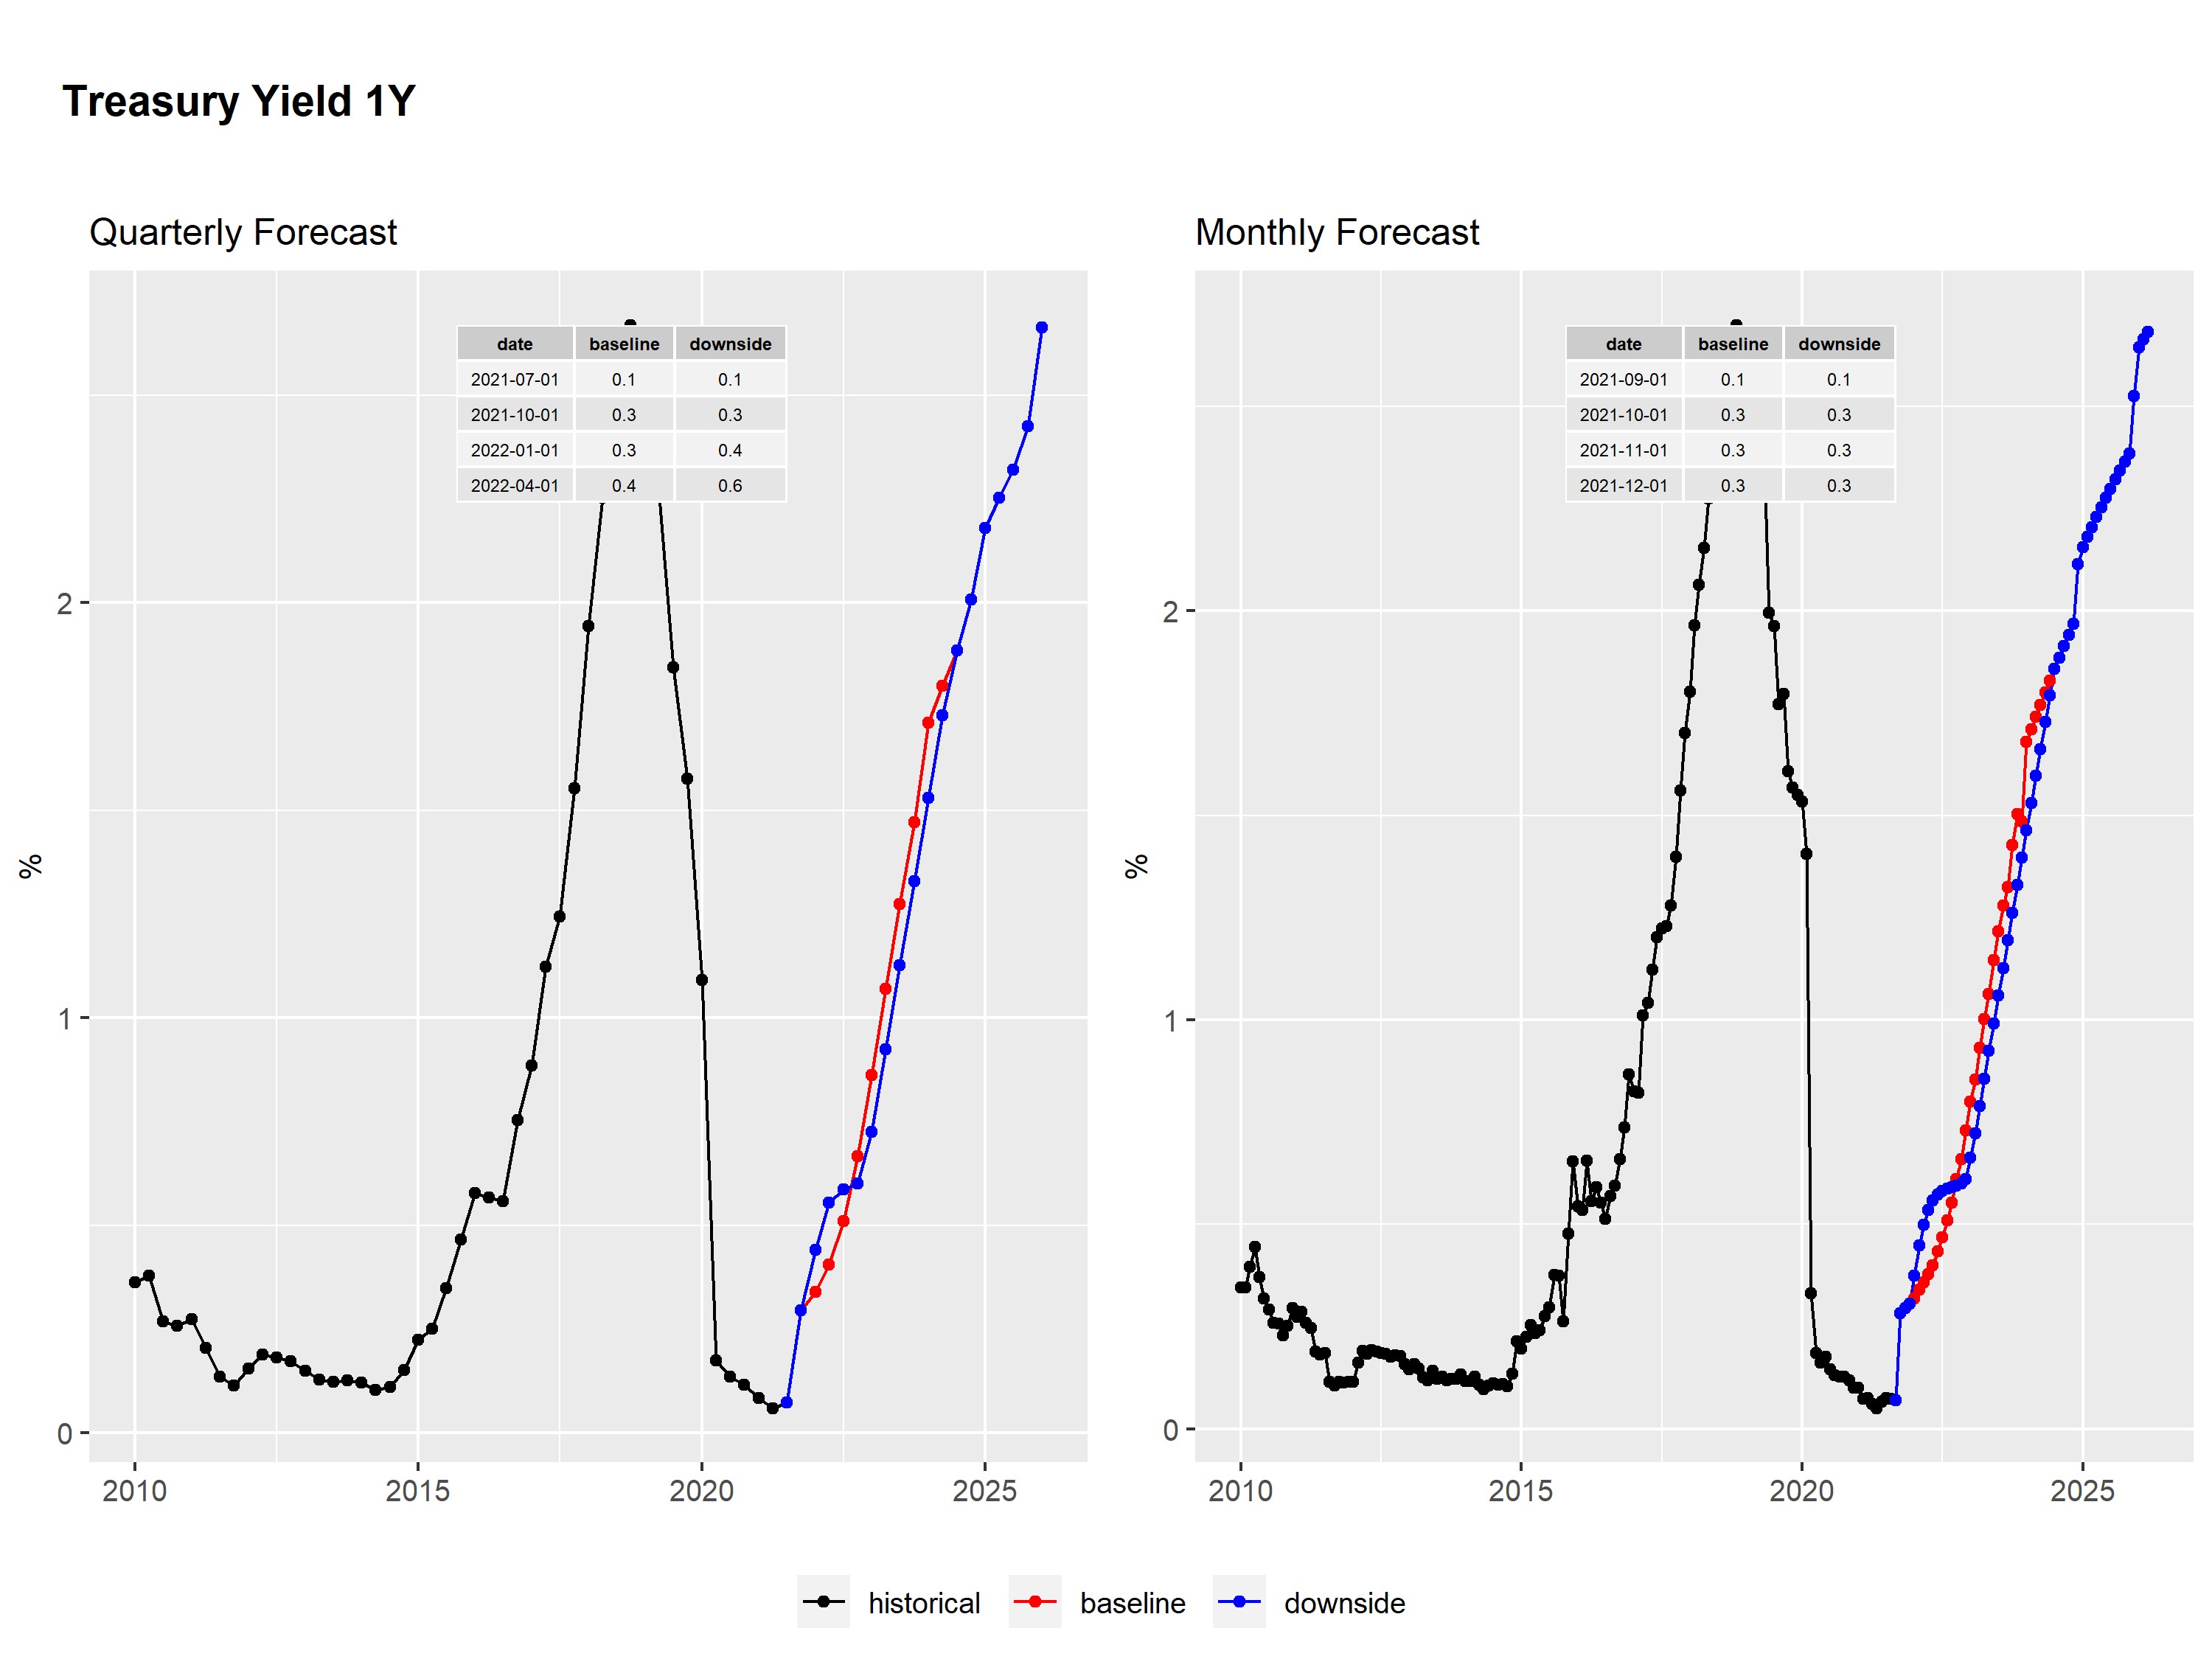 Treasury Yield 1Y
Quarterly Forecast
date baseline downside
2021-07-01 0.1 0.1
2021-10-01 0.3 0.3
2022-01-01 0.3 0.4
2022-04-01 0.4 0.6
2
1
0
%
2010 2015 2020 2025
Monthly Forecast
date baseline downside
2021-09-01 0.1 0.1
2021-10-01 0.3 0.3
2021-11-01 0.3 0.3
2021-12-01 0.3 0.3
2
1
0
%
2010 2015 2020 2025
historical baseline downside